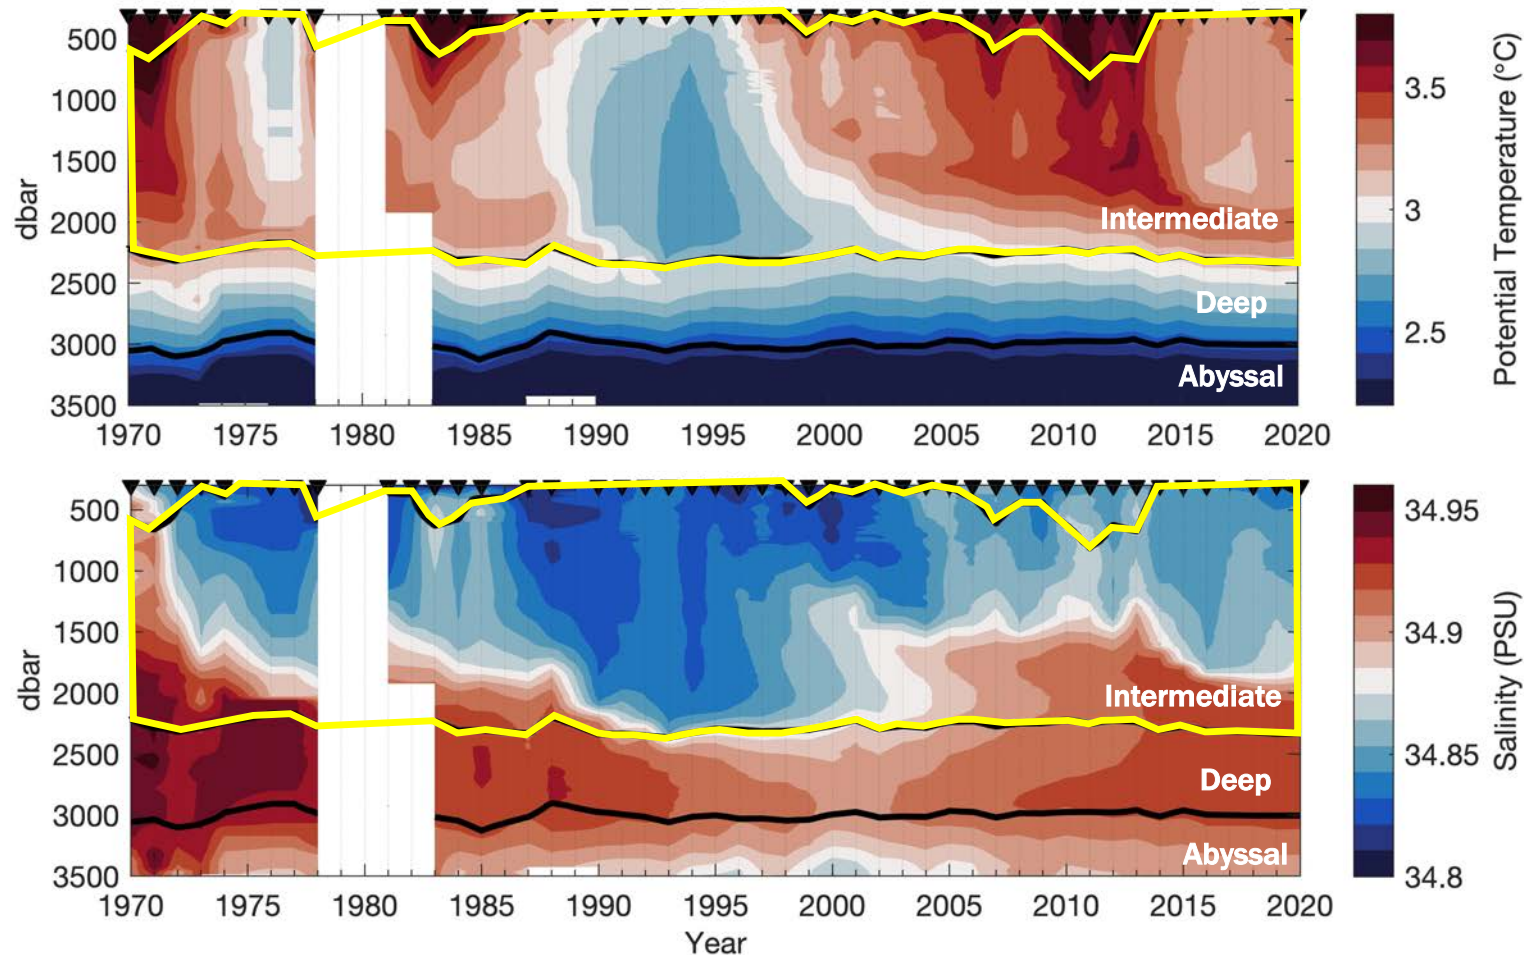 500
1000
1500
2000
2500
3000
3500
dbar
1970 1975 1980 1985 1990 1995 2000 2005 2010 2015 2020
Intermediate
Deep
Abyssal
3.5
3
2.5
Potential Temperature (°C)
500
1000
1500
2000
2500
3000
3500
dbar
1970 1975 1980 1985 1990 1995 2000 2005 2010 2015 2020
Year
Intermediate
Deep
Abyssal
34.95
34.9
34.85
34.8
Salinity (PSU)